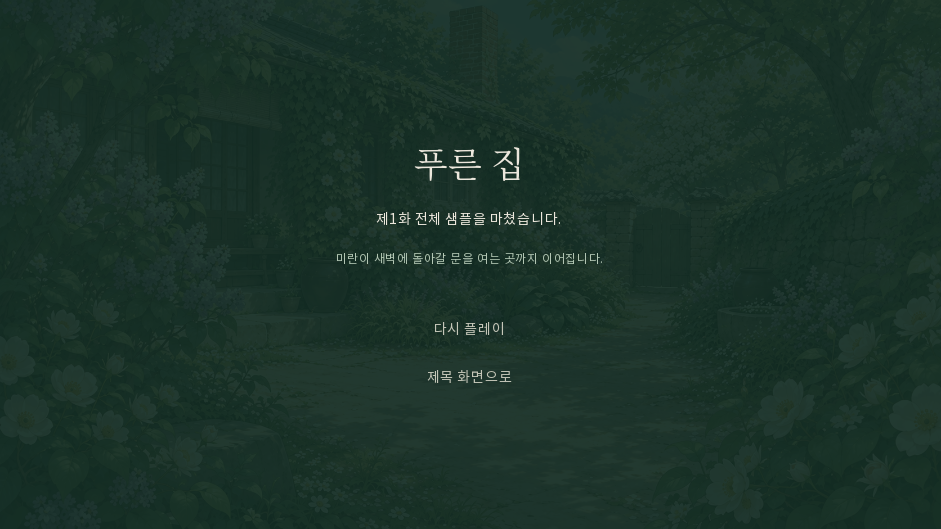 푸른 집
제1화 전체 샘플을 마쳤습니다.
미란이 새벽에 돌아갈 문을 여는 곳까지 이어집니다.
다시 플레이
제목 화면으로